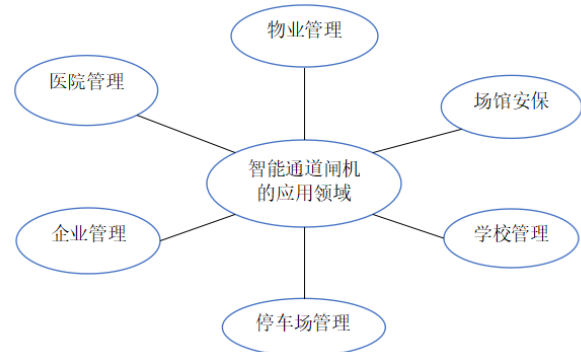 物业管理
医院管理
场馆安保
智能通道闸机
的应用领域
企业管理
学校管理
停车场管理